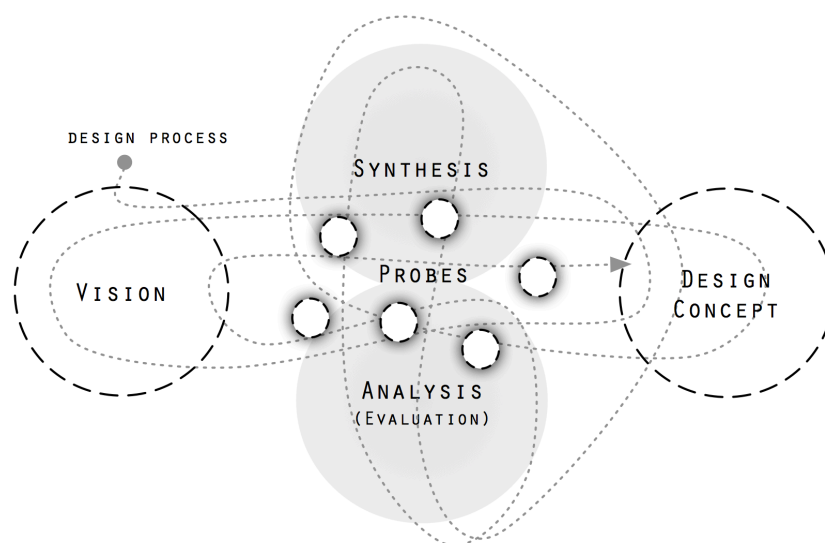 DESIGN PROCESS
SYNTHESIS
PROBES
VISION
DESIGN
CONCEPT
ANALYSIS
(EVALUATION)